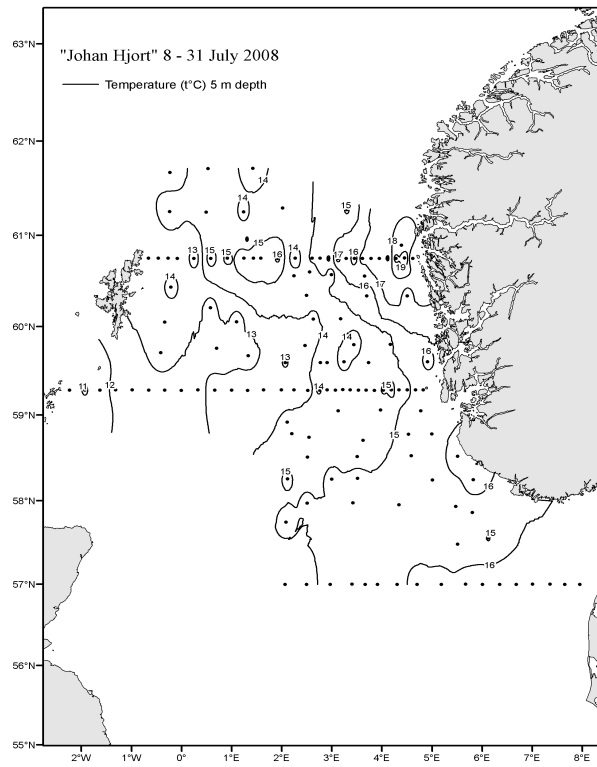 "Johan Hjort" 8 - 31 July 2008
Temperature (t°C) 5 m depth
63°N
62°N
61°N
60°N
59°N
58°N
57°N
56°N
55°N
14
14
15
18
13
15
15
15
16
14
17
16
19
14
16
17
13
14
14
16
13
11
12
14
15
15
15
16
15
16
2°W
1°W
0°
1°E
2°E
3°E
4°E
5°E
6°E
7°E
8°E